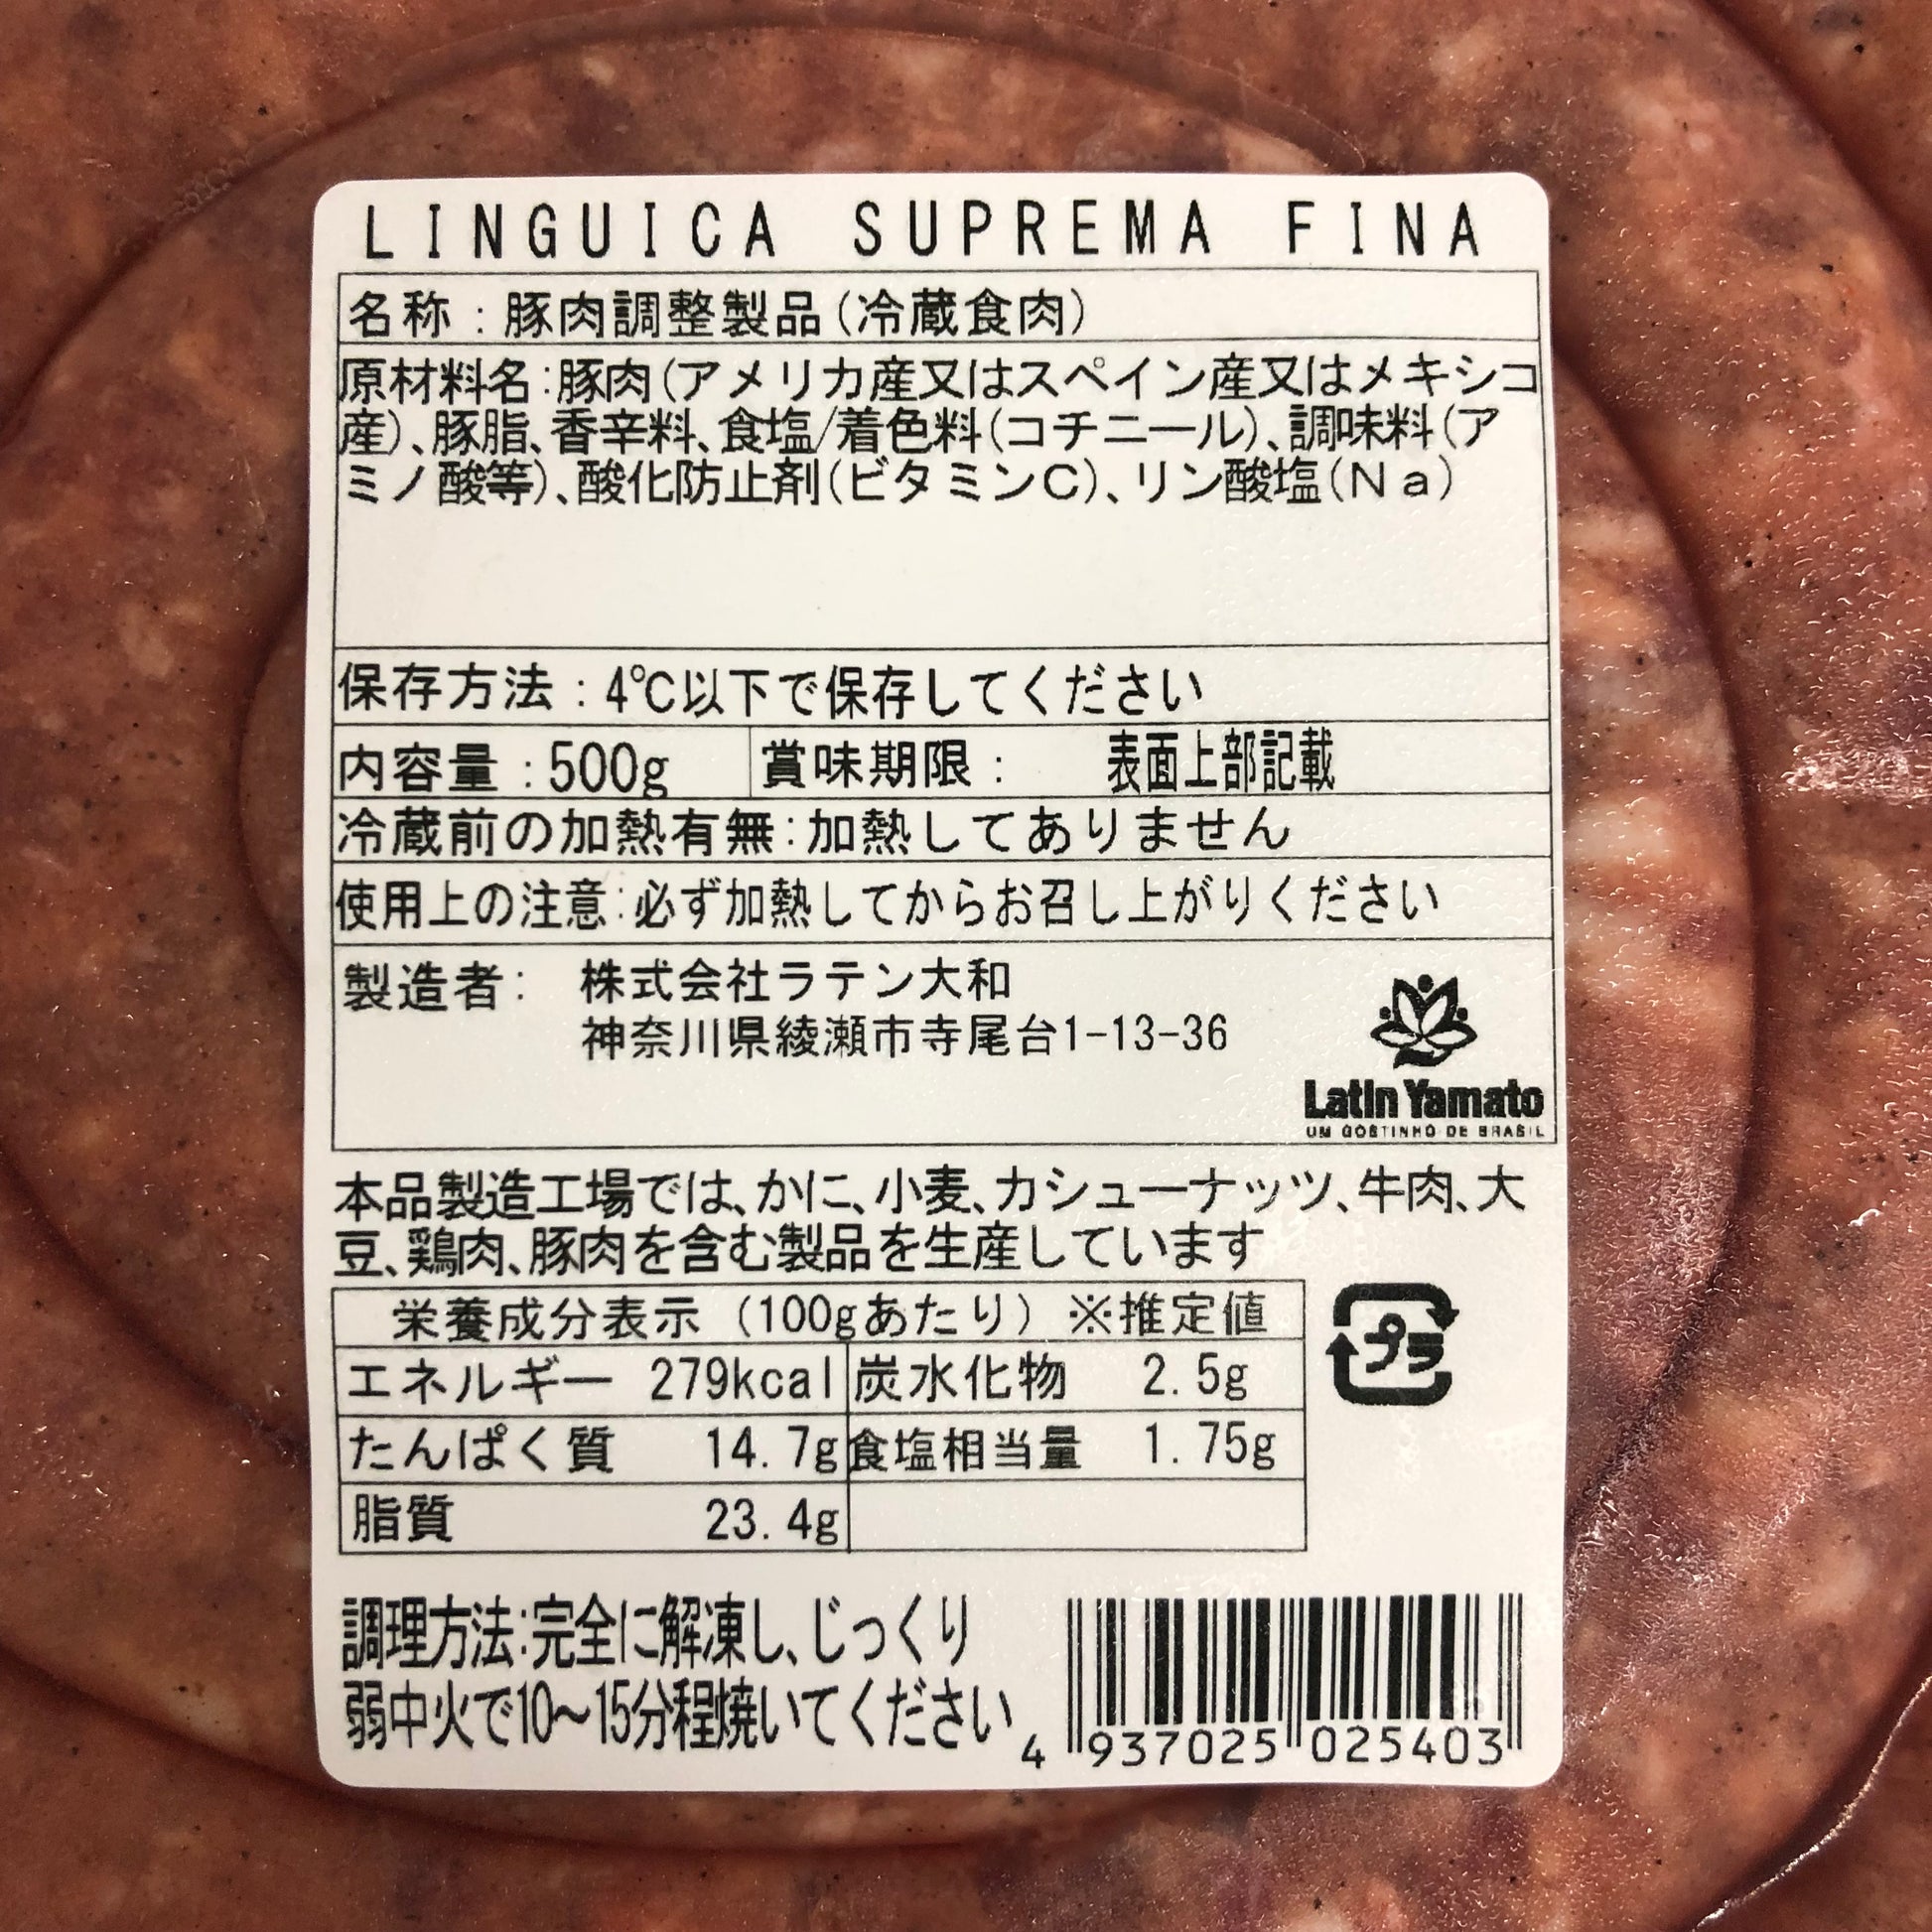 LINGUICA SUPREMA FINA
名称：豚肉調整製品(冷蔵食肉)
原材料名:豚肉(アメリカ産又はスペイン産又はメキシコ
産)、豚脂、香辛料、食塩/着色料(コチニール)、調味料(ア
ミノ酸等)、酸化防止剤(ビタミンC)、リン酸塩(Na)
保存方法：4℃以下で保存してください
内容量：500g 賞味期限： 表面上部記載
冷蔵前の加熱有無:加熱してありません
使用上の注意:必ず加熱してからお召し上がりください
製造者： 株式会社ラテン大和
神奈川県綾瀬市寺尾台1-13-36
Latin Yamato
UM GOSTINHO DE BRASIL
本品製造工場では、かに、小麦、カシューナッツ、牛肉、大
豆、鶏肉、豚肉を含む製品を生産しています
栄養成分表示（100gあたり）※推定値
エネルギー 279kcal 炭水化物 2.5g
たんぱく質 14.7g 食塩相当量 1.75g
脂質 23.4g
プラ
調理方法:完全に解凍し、じっくり
弱中火で10～15分程焼いてください
4 937025 025403